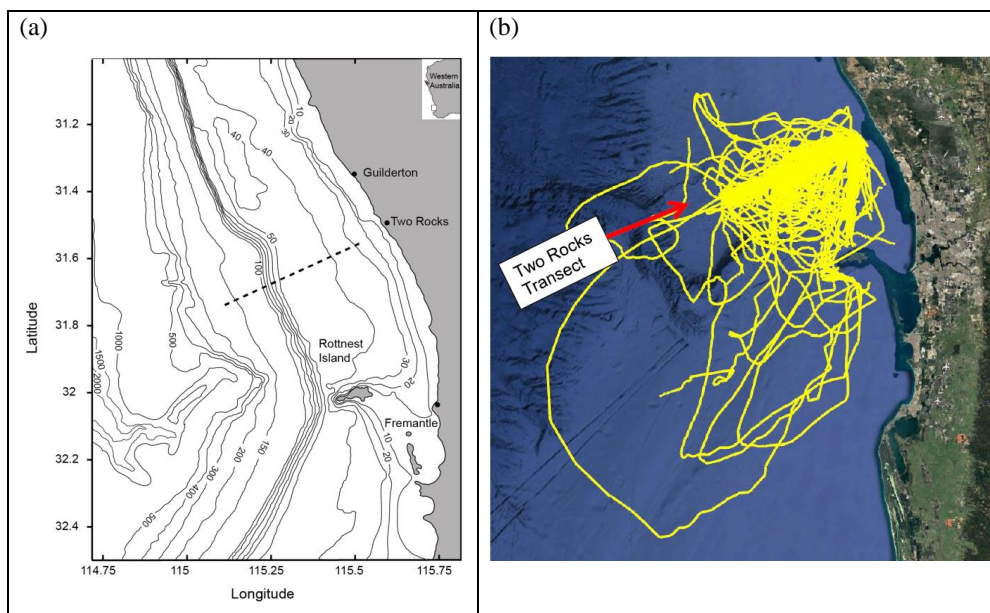 (a)
Western
Australia
31.2
31.4
31.6
31.8
32
32.2
32.4
Latitude
10
20
30
40
40
Guilderton
Two Rocks
50
100
1000
500
1500
2000
Rottnest
Island
30
20
Fremantle
10
20
150
200
300
400
500
114.75
115
115.25
115.5
115.75
Longitude
(b)
Two Rocks
Transect